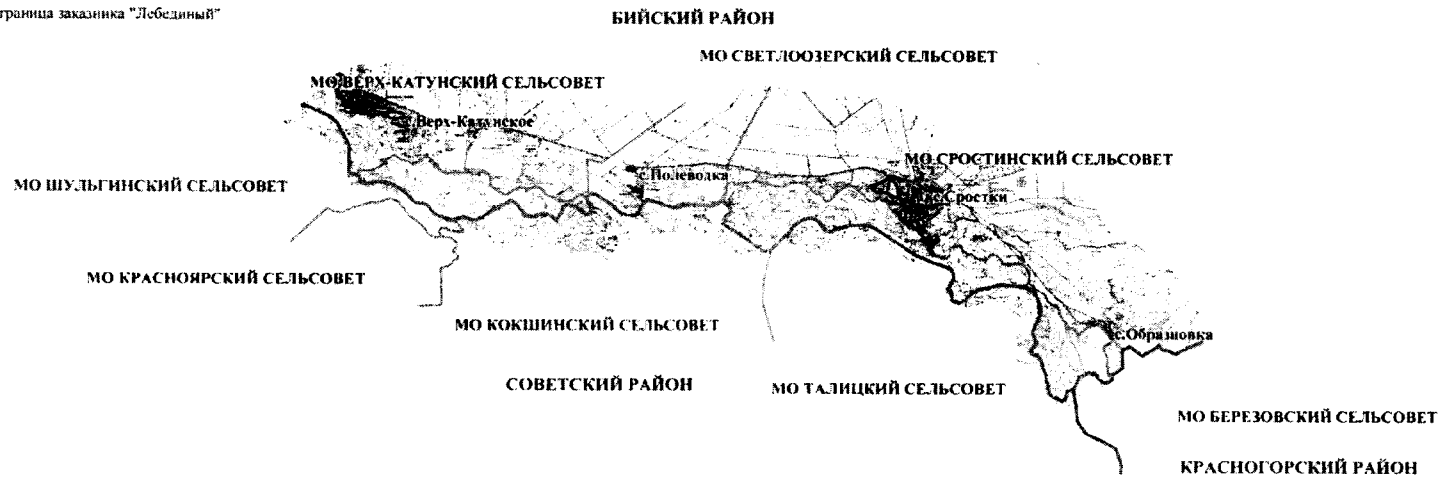 граница заказника "Лебединый"
БИЙСКИЙ РАЙОН
МО СВЕТЛООЗЕРСКИЙ СЕЛЬСОВЕТ
МО ВЕРХ-КАТУНСКИЙ СЕЛЬСОВЕТ
с.Верх-Катунское
МО СРОСТИНСКИЙ СЕЛЬСОВЕТ
с.Полеводка
МО ШУЛЬГИНСКИЙ СЕЛЬСОВЕТ
с.Сростки
МО КРАСНОЯРСКИЙ СЕЛЬСОВЕТ
МО КОКШИНСКИЙ СЕЛЬСОВЕТ
с.Образцовка
СОВЕТСКИЙ РАЙОН
МО ТАЛИЦКИЙ СЕЛЬСОВЕТ
МО БЕРЕЗОВСКИЙ СЕЛЬСОВЕТ
КРАСНОГОРСКИЙ РАЙОН